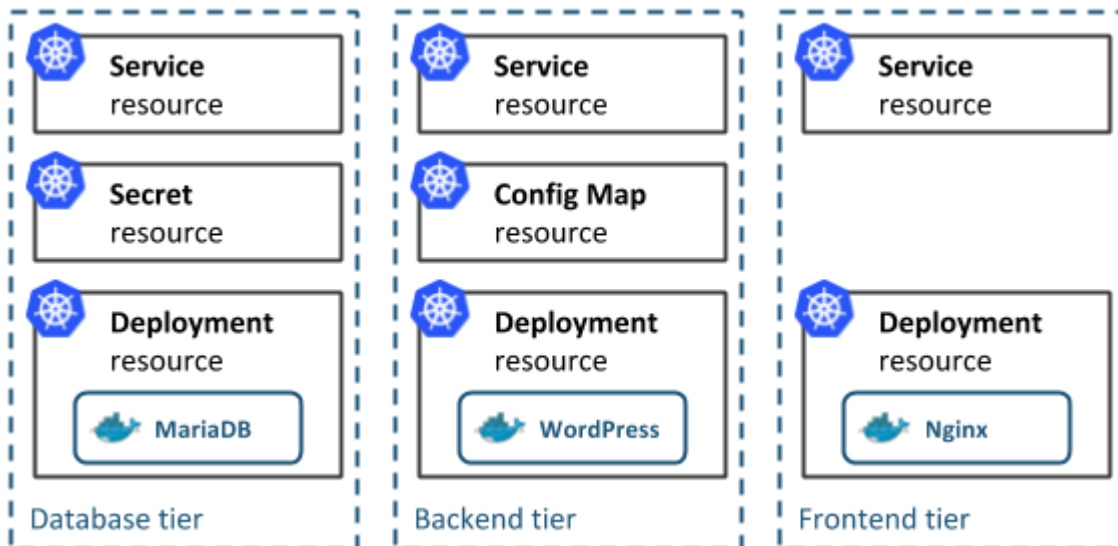 Service
resource
Secret
resource
Deployment
resource
MariaDB
Database tier
Service
resource
Config Map
resource
Deployment
resource
WordPress
Backend tier
Service
resource
Deployment
resource
Nginx
Frontend tier